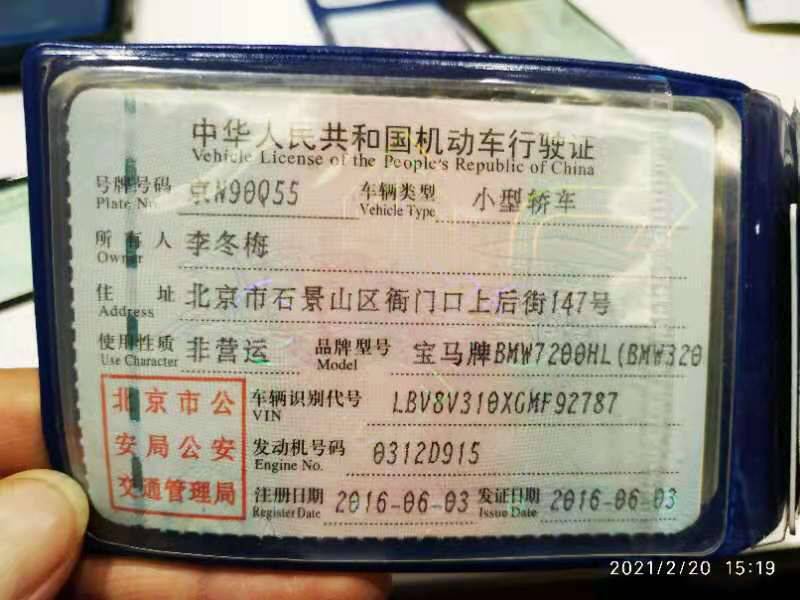 中华人民共和国机动车行驶证
Vehicle License of the People's Republic of China
号牌号码 京N90Q55 车辆类型 小型轿车
Plate No. Vehicle Type
所有人 李冬梅
Owner
住址 北京市石景山区衙门口上后街147号
Address
使用性质 非营运 品牌型号 宝马牌BMW7200HL(BMW320
Use Character Model
车辆识别代号 LBV8V310XGMF92787
VIN
发动机号码 0312D915
Engine No.
注册日期 2016-06-03 发证日期 2016-06-03
Register Date Issue Date
北京市公
安局公安
交通管理局
2021/2/20 15:19